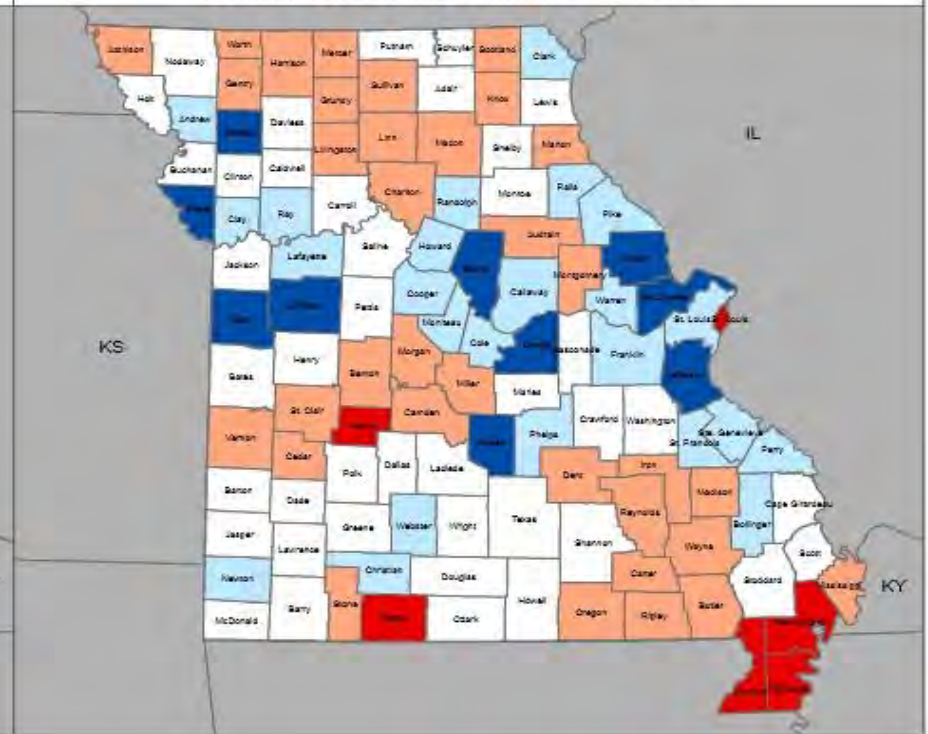 Atchison
Nodaway
Worth
Harrison
Mercer
Putnam
Schuyler
Scotland
Clark
Gentry
Sullivan
Adair
Knox
Lewis
Holt
Andrew
Daviess
Grundy
Linn
Macon
Shelby
Marion
IL
Buchanan
Clinton
Caldwell
Livingston
Chariton
Randolph
Monroe
Ralls
Clay
Ray
Carroll
Pike
Jackson
Lafayette
Saline
Howard
Audrain
Montgomery
Cooper
Callaway
Warren
Pettis
Moniteau
Cole
Gasconade
Franklin
St. Louis
KS
Bates
Henry
Benton
Morgan
Miller
Maries
St. Clair
Camden
Phelps
Crawford
Washington
Ste. Genevieve
St. Francois
Perry
Vernon
Cedar
Polk
Dallas
Laclede
Dent
Iron
Madison
Barton
Dade
Greene
Webster
Wright
Texas
Reynolds
Bollinger
Cape Girardeau
Jasper
Lawrence
Shannon
Wayne
Scott
Newton
Christian
Douglas
Carter
Stoddard
Mississippi
KY
McDonald
Barry
Stone
Ozark
Howell
Oregon
Ripley
Butler